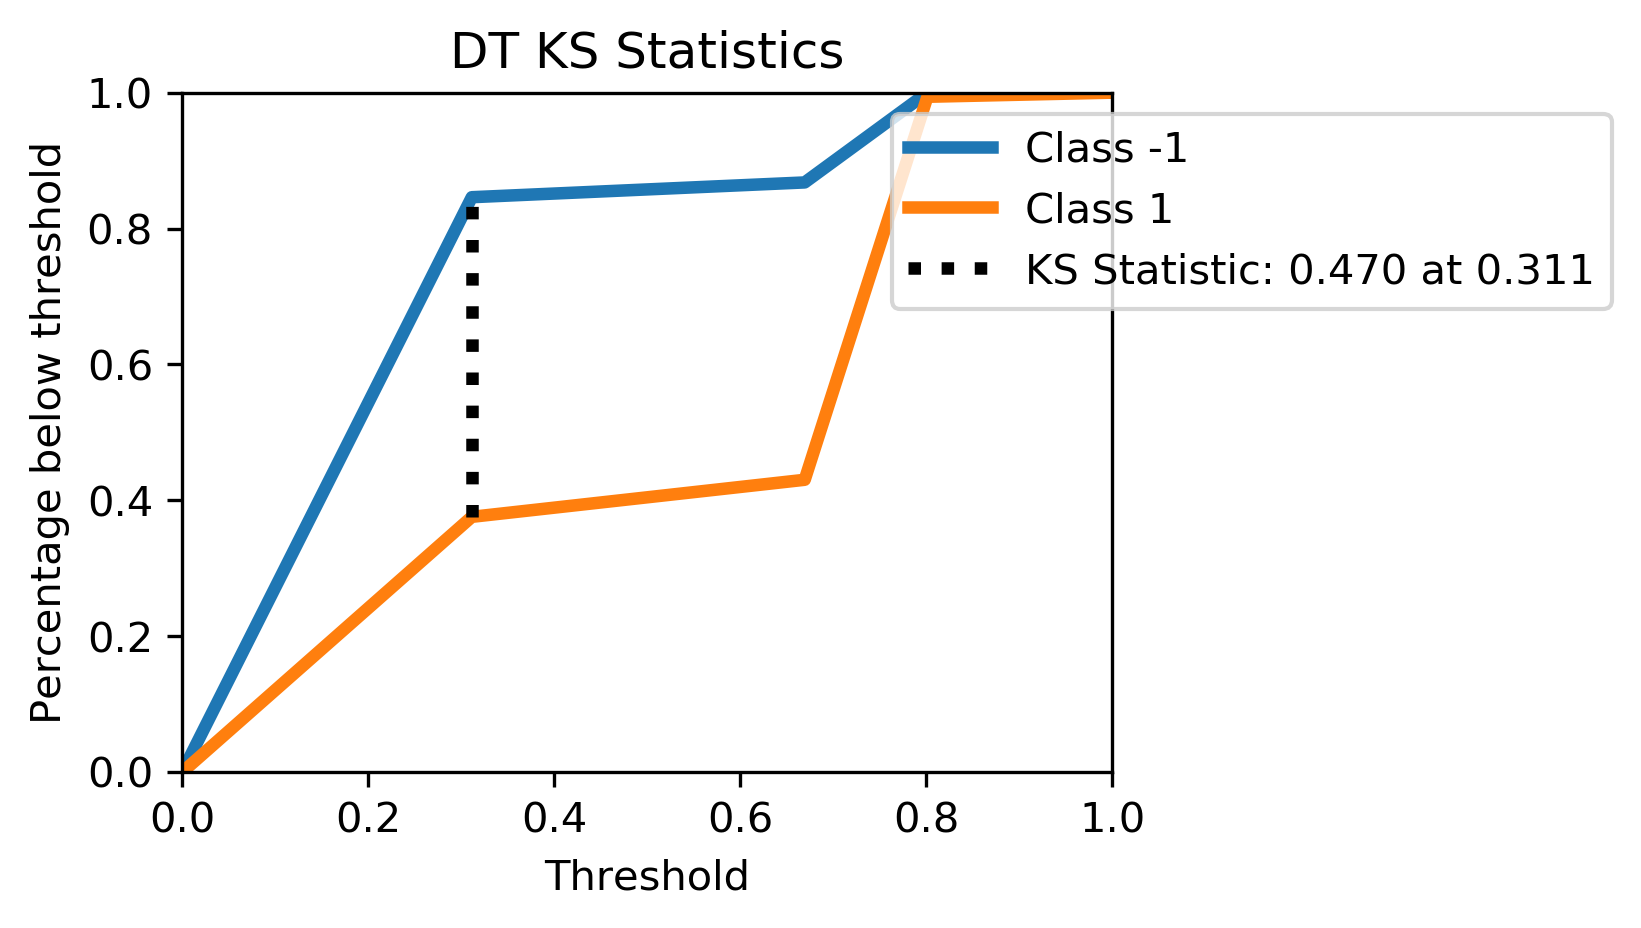 DT KS Statistics
1.0
0.8
0.6
0.4
0.2
0.0
Percentage below threshold
Class -1
Class 1
KS Statistic: 0.470 at 0.311
0.0 0.2 0.4 0.6 0.8 1.0
Threshold